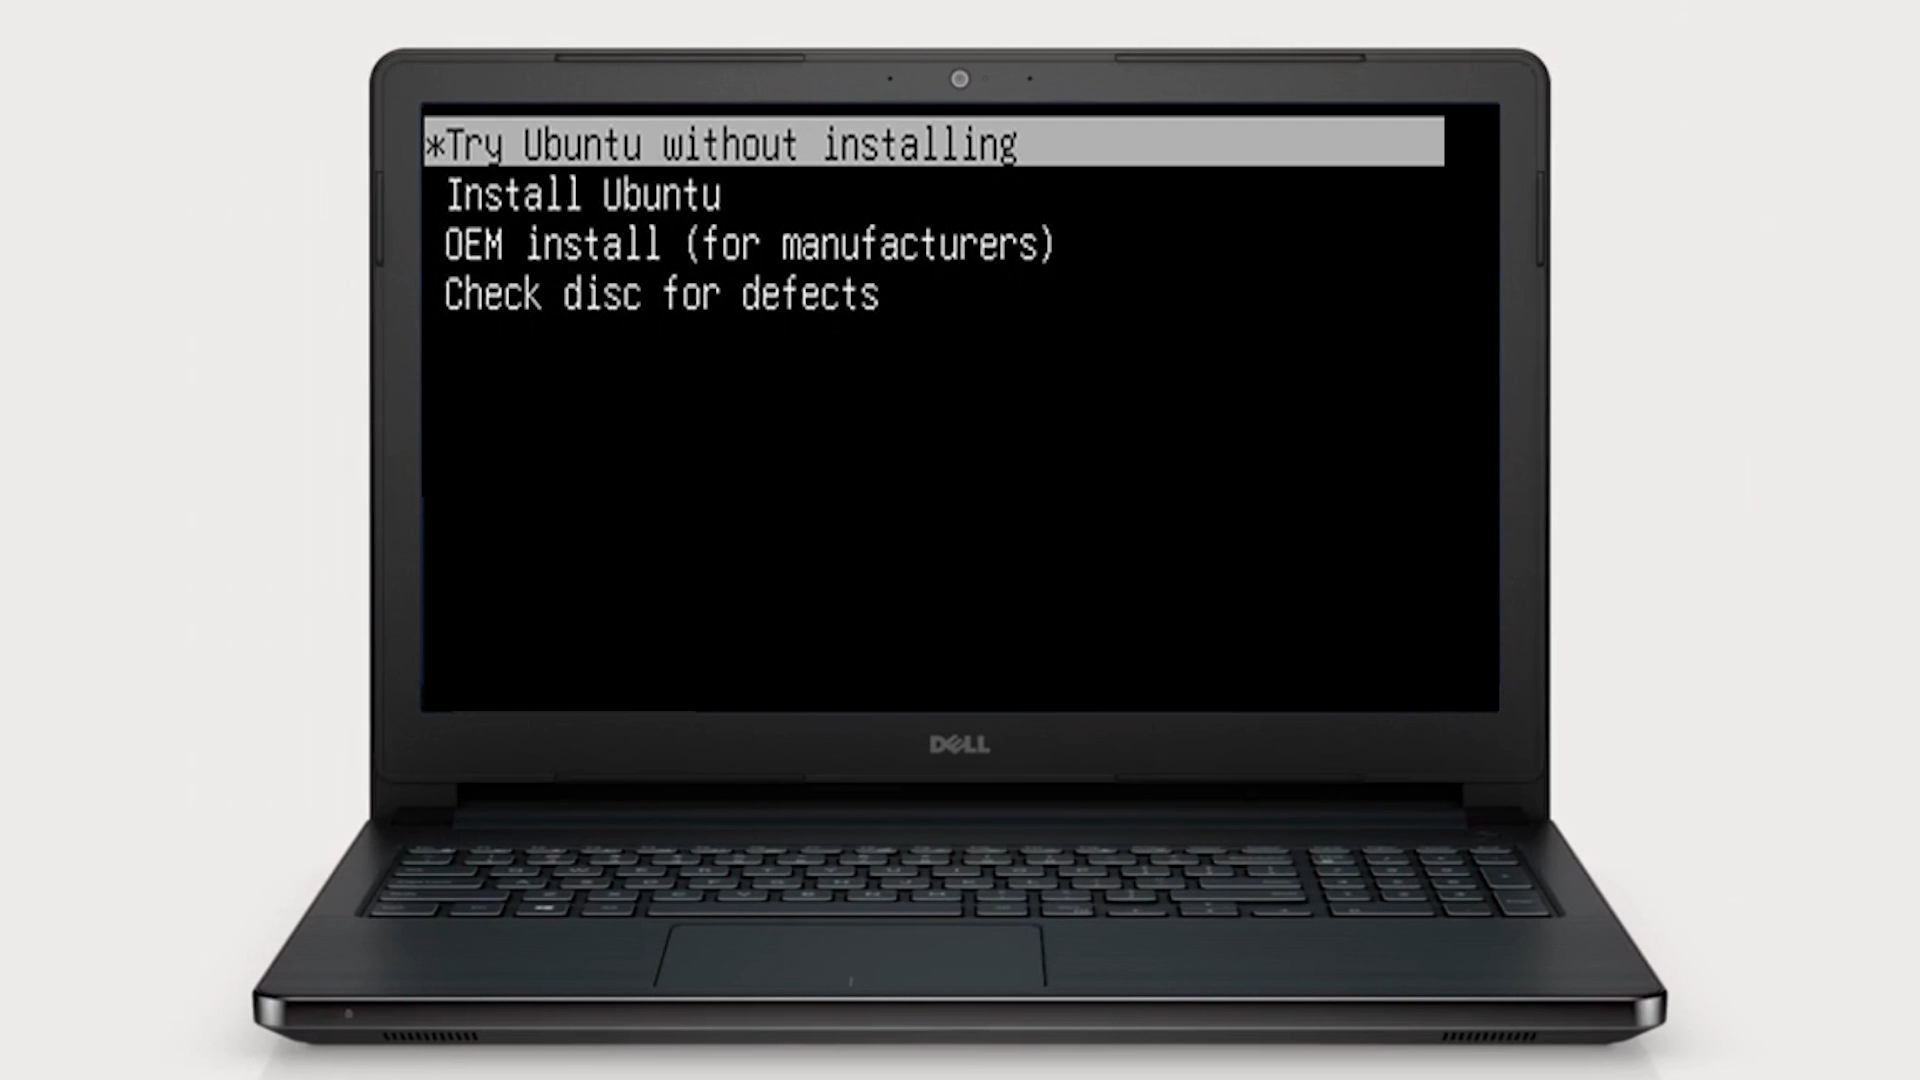 *Try Ubuntu without installing
Install Ubuntu
OEM install (for manufacturers)
Check disc for defects
DELL